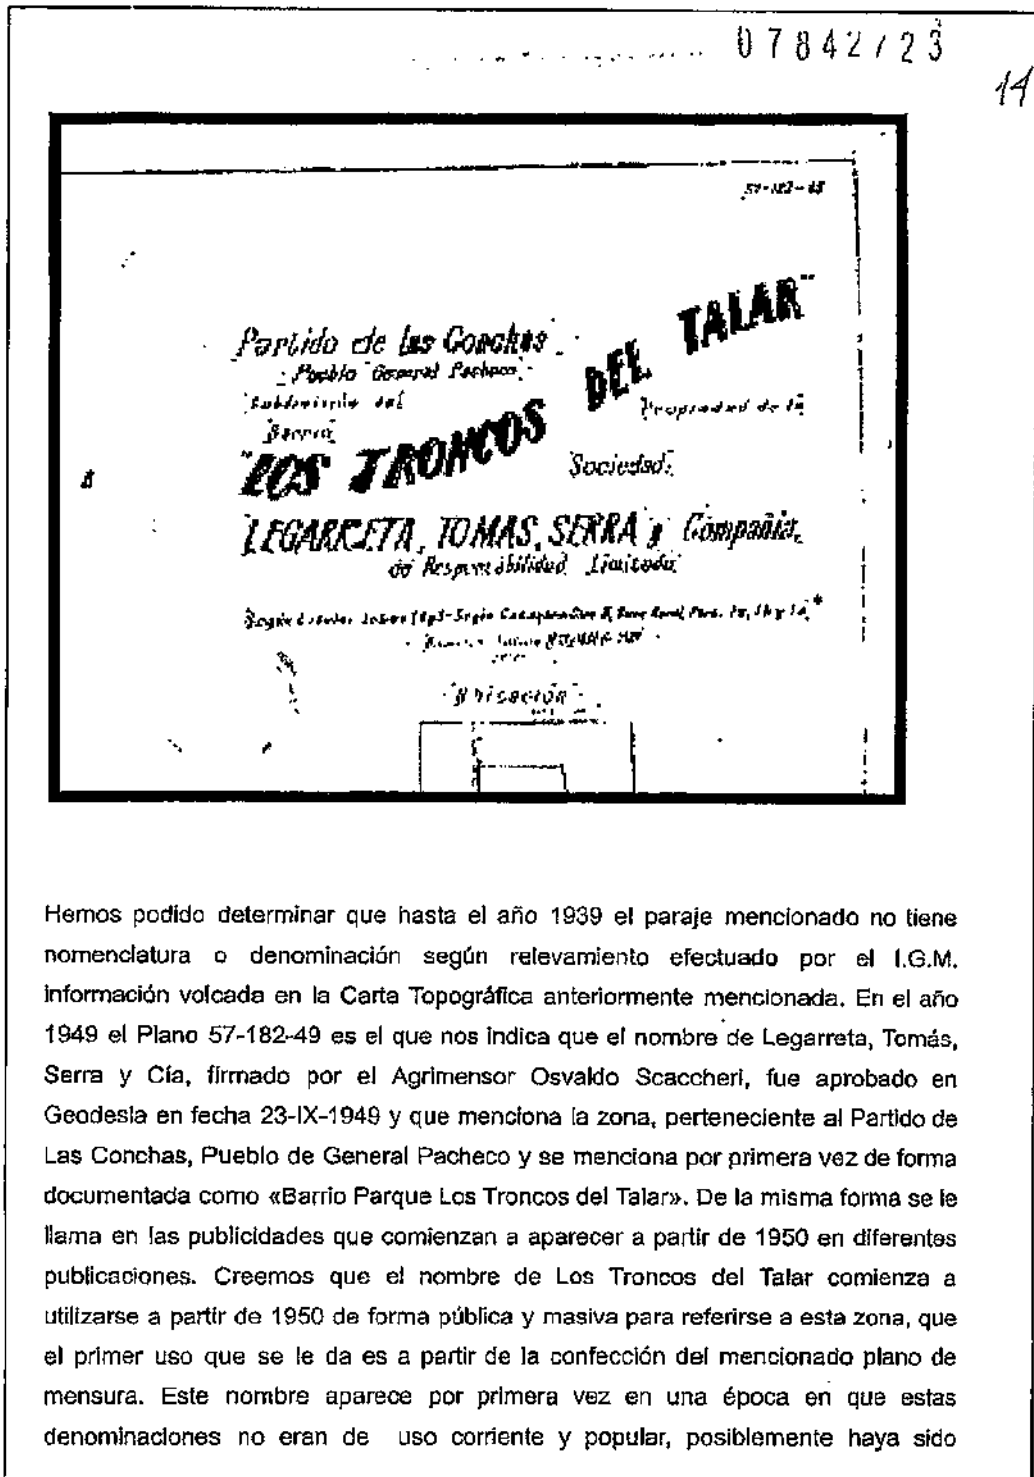 07842/23
14
57-182-48
Partido de las Conchas
Pueblo General Pacheco
Barrio
"LOS TRONCOS DEL TALAR"
Propiedad de la
Sociedad
LEGARRETA, TOMAS, SERRA y Compañia.
de Responsabilidad Limitada
Ubicación
Hemos podido determinar que hasta el año 1939 el paraje mencionado no tiene
nomenclatura o denominación según relevamiento efectuado por el I.G.M.
información volcada en la Carta Topográfica anteriormente mencionada. En el año
1949 el Plano 57-182-49 es el que nos indica que el nombre de Legarreta, Tomás,
Serra y Cía, firmado por el Agrimensor Osvaldo Scaccheri, fue aprobado en
Geodesia en fecha 23-IX-1949 y que menciona la zona, perteneciente al Partido de
Las Conchas, Pueblo de General Pacheco y se menciona por primera vez de forma
documentada como «Barrio Parque Los Troncos del Talar». De la misma forma se le
llama en las publicidades que comienzan a aparecer a partir de 1950 en diferentes
publicaciones. Creemos que el nombre de Los Troncos del Talar comienza a
utilizarse a partir de 1950 de forma pública y masiva para referirse a esta zona, que
el primer uso que se le da es a partir de la confección del mencionado plano de
mensura. Este nombre aparece por primera vez en una época en que estas
denominaciones no eran de uso corriente y popular, posiblemente haya sido